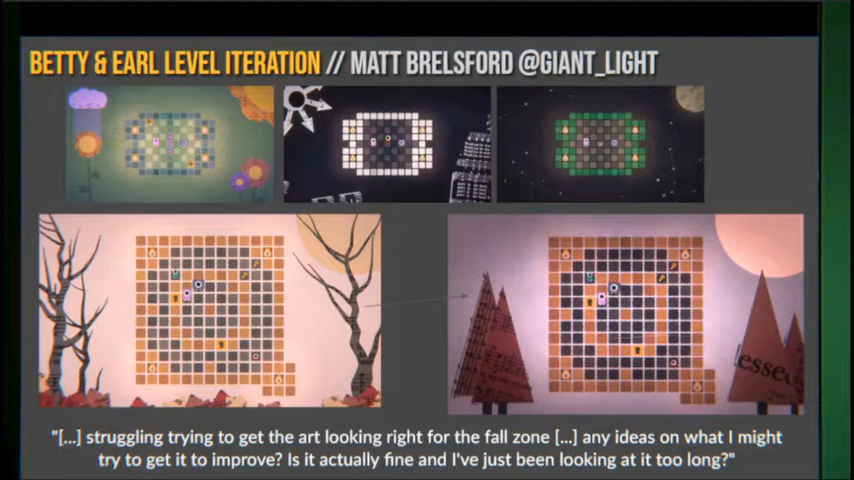 BETTY & EARL LEVEL ITERATION // MATT BRELSFORD @GIANT_LIGHT
esse
"[...] struggling trying to get the art looking right for the fall zone [...] any ideas on what I might
try to get it to improve? Is it actually fine and I've just been looking at it too long?"